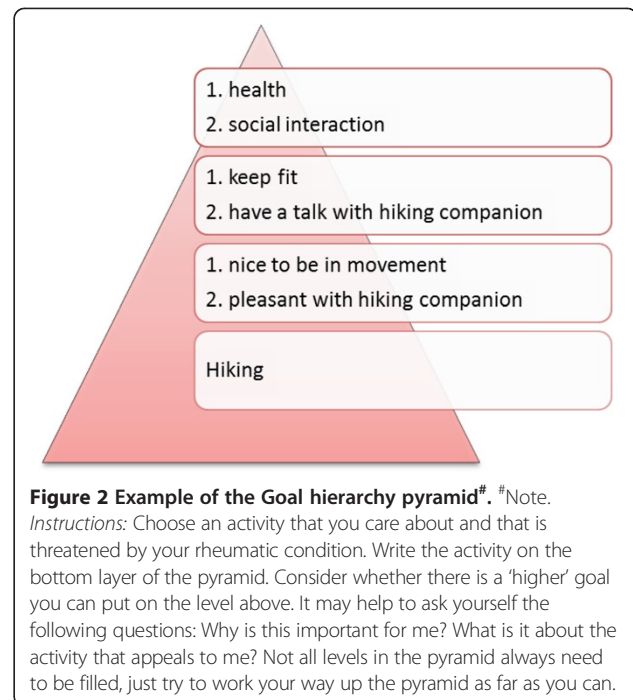 1. health
2. social interaction
1. keep fit
2. have a talk with hiking companion
1. nice to be in movement
2. pleasant with hiking companion
Hiking
Figure 2 Example of the Goal hierarchy pyramid#. #Note.
Instructions: Choose an activity that you care about and that is
threatened by your rheumatic condition. Write the activity on the
bottom layer of the pyramid. Consider whether there is a ‘higher’ goal
you can put on the level above. It may help to ask yourself the
following questions: Why is this important for me? What is it about the
activity that appeals to me? Not all levels in the pyramid always need
to be filled, just try to work your way up the pyramid as far as you can.